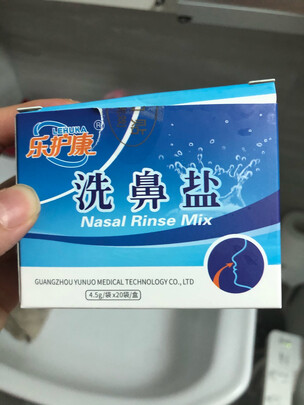 LEHUKA
乐护康®
洗鼻盐
Nasal Rinse Mix
GUANGZHOU YUNUO MEDICAL TECHNOLOGY CO., LTD
4.5g/袋 x20袋/盒